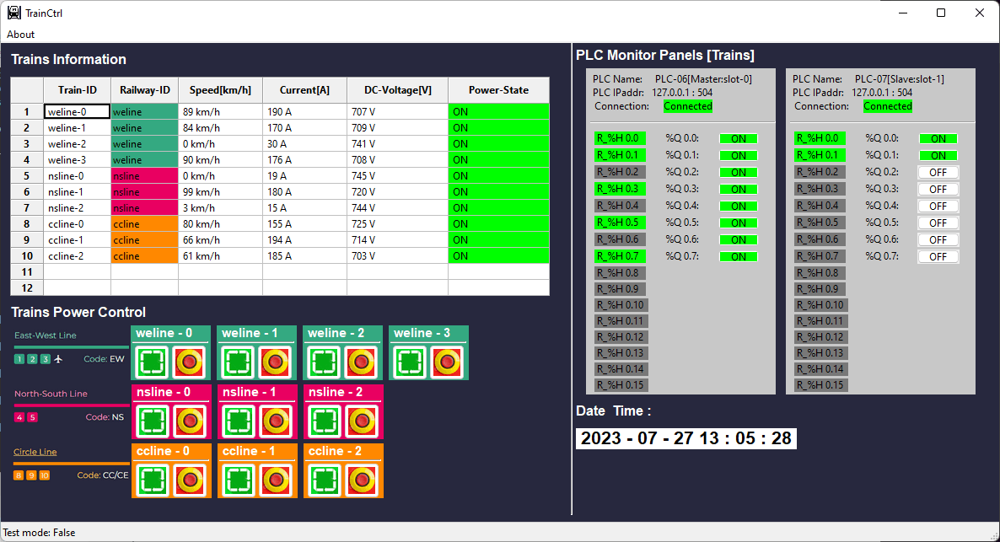 TrainCtrl
About
Trains Information
Train-ID Railway-ID Speed[km/h] Current[A] DC-Voltage[V] Power-State
1 weline-0 weline 89 km/h 190 A 707 V ON
2 weline-1 weline 84 km/h 170 A 709 V ON
3 weline-2 weline 0 km/h 30 A 741 V ON
4 weline-3 weline 90 km/h 176 A 708 V ON
5 nsline-0 nsline 0 km/h 19 A 745 V ON
6 nsline-1 nsline 99 km/h 180 A 720 V ON
7 nsline-2 nsline 3 km/h 15 A 744 V ON
8 ccline-0 ccline 80 km/h 155 A 725 V ON
9 ccline-1 ccline 66 km/h 194 A 714 V ON
10 ccline-2 ccline 61 km/h 185 A 703 V ON
11
12
Trains Power Control
East-West Line
1 2 3 Code: EW
weline - 0 weline - 1 weline - 2 weline - 3
North-South Line
4 5 Code: NS
nsline - 0 nsline - 1 nsline - 2
Circle Line
8 9 10 Code: CC/CE
ccline - 0 ccline - 1 ccline - 2
PLC Monitor Panels [Trains]
PLC Name: PLC-06[Master:slot-0]
PLC IPaddr: 127.0.0.1 : 504
Connection: Connected
R_%H 0.0 %Q 0.0: ON
R_%H 0.1 %Q 0.1: ON
R_%H 0.2 %Q 0.2: ON
R_%H 0.3 %Q 0.3: ON
R_%H 0.4 %Q 0.4: ON
R_%H 0.5 %Q 0.5: ON
R_%H 0.6 %Q 0.6: ON
R_%H 0.7 %Q 0.7: ON
R_%H 0.8
R_%H 0.9
R_%H 0.10
R_%H 0.11
R_%H 0.12
R_%H 0.13
R_%H 0.14
R_%H 0.15
PLC Name: PLC-07[Slave:slot-1]
PLC IPaddr: 127.0.0.1 : 504
Connection: Connected
R_%H 0.0 %Q 0.0: ON
R_%H 0.1 %Q 0.1: ON
R_%H 0.2 %Q 0.2: OFF
R_%H 0.3 %Q 0.3: OFF
R_%H 0.4 %Q 0.4: OFF
R_%H 0.5 %Q 0.5: OFF
R_%H 0.6 %Q 0.6: OFF
R_%H 0.7 %Q 0.7: OFF
R_%H 0.8
R_%H 0.9
R_%H 0.10
R_%H 0.11
R_%H 0.12
R_%H 0.13
R_%H 0.14
R_%H 0.15
Date Time :
2023 - 07 - 27 13 : 05 : 28
Test mode: False